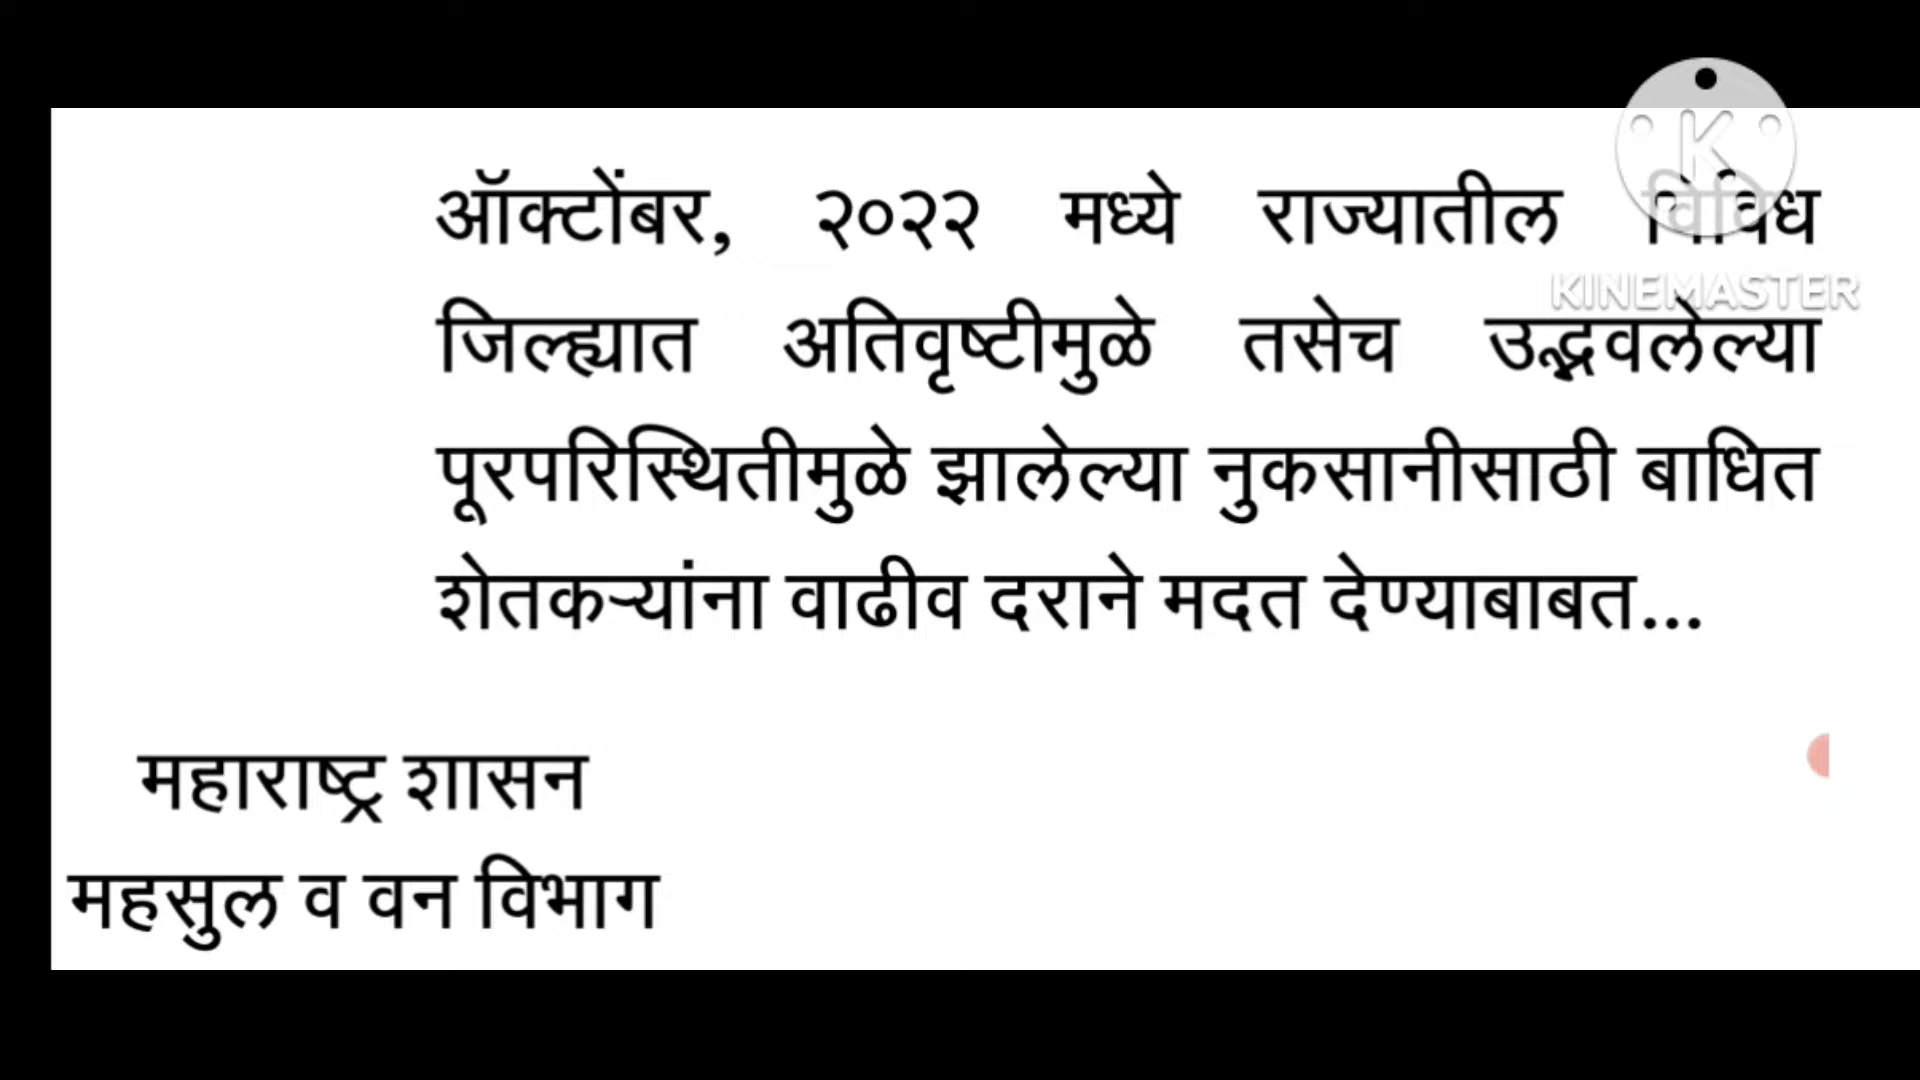 ऑक्टोंबर, २०२२ मध्ये राज्यातील विविध
KINEMASTER
जिल्ह्यात अतिवृष्टीमुळे तसेच उद्भवलेल्या
पूरपरिस्थितीमुळे झालेल्या नुकसानीसाठी बाधित
शेतकऱ्यांना वाढीव दराने मदत देण्याबाबत...
महाराष्ट्र शासन
महसुल व वन विभाग